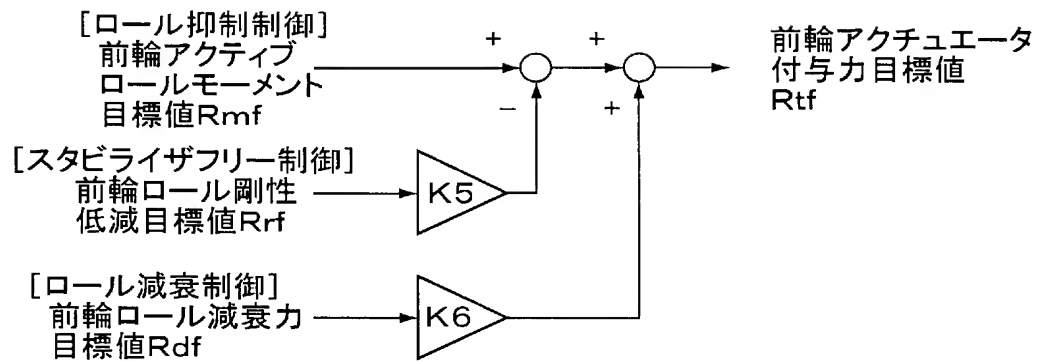 [ロール抑制制御]
前輪アクティブ
ロールモーメント
目標値Rmf
+
+
前輪アクチュエータ
付与力目標値
Rtf
−
+
[スタビライザフリー制御]
前輪ロール剛性
低減目標値Rrf
K5
[ロール減衰制御]
前輪ロール減衰力
目標値Rdf
K6